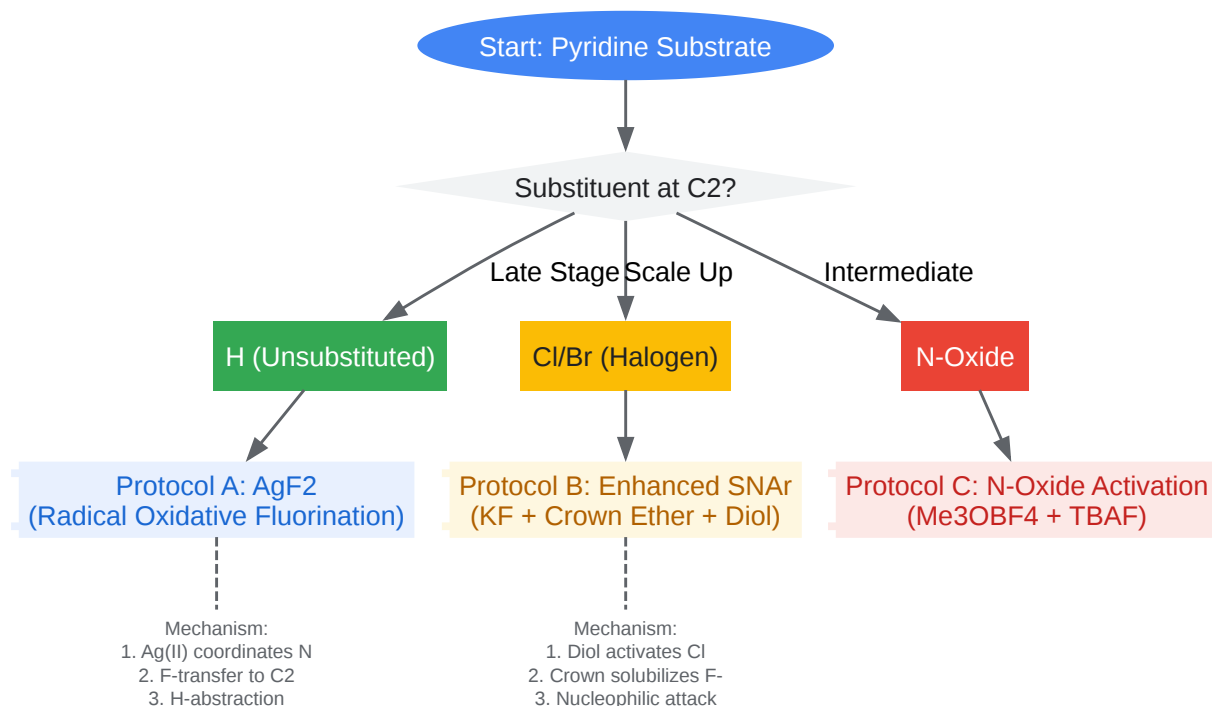 Start: Pyridine Substrate
Substituent at C2?
Late Stage
Scale Up
Intermediate
H (Unsubstituted)
Cl/Br (Halogen)
N-Oxide
Protocol A: AgF2
(Radical Oxidative Fluorination)
Protocol B: Enhanced SNAr
(KF + Crown Ether + Diol)
Protocol C: N-Oxide Activation
(Me3OBF4 + TBAF)
Mechanism:
1. Ag(II) coordinates N
2. F-transfer to C2
3. H-abstraction
Mechanism:
1. Diol activates Cl
2. Crown solubilizes F-
3. Nucleophilic attack